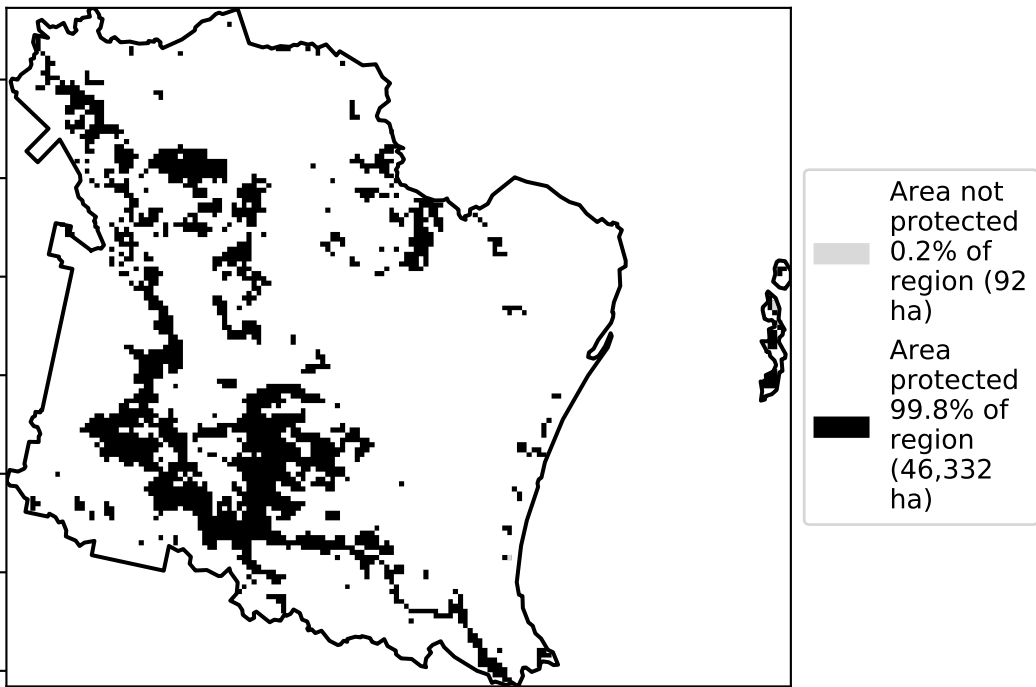 Area not
protected
0.2% of
region (92
ha)
Area
protected
99.8% of
region
(46,332
ha)